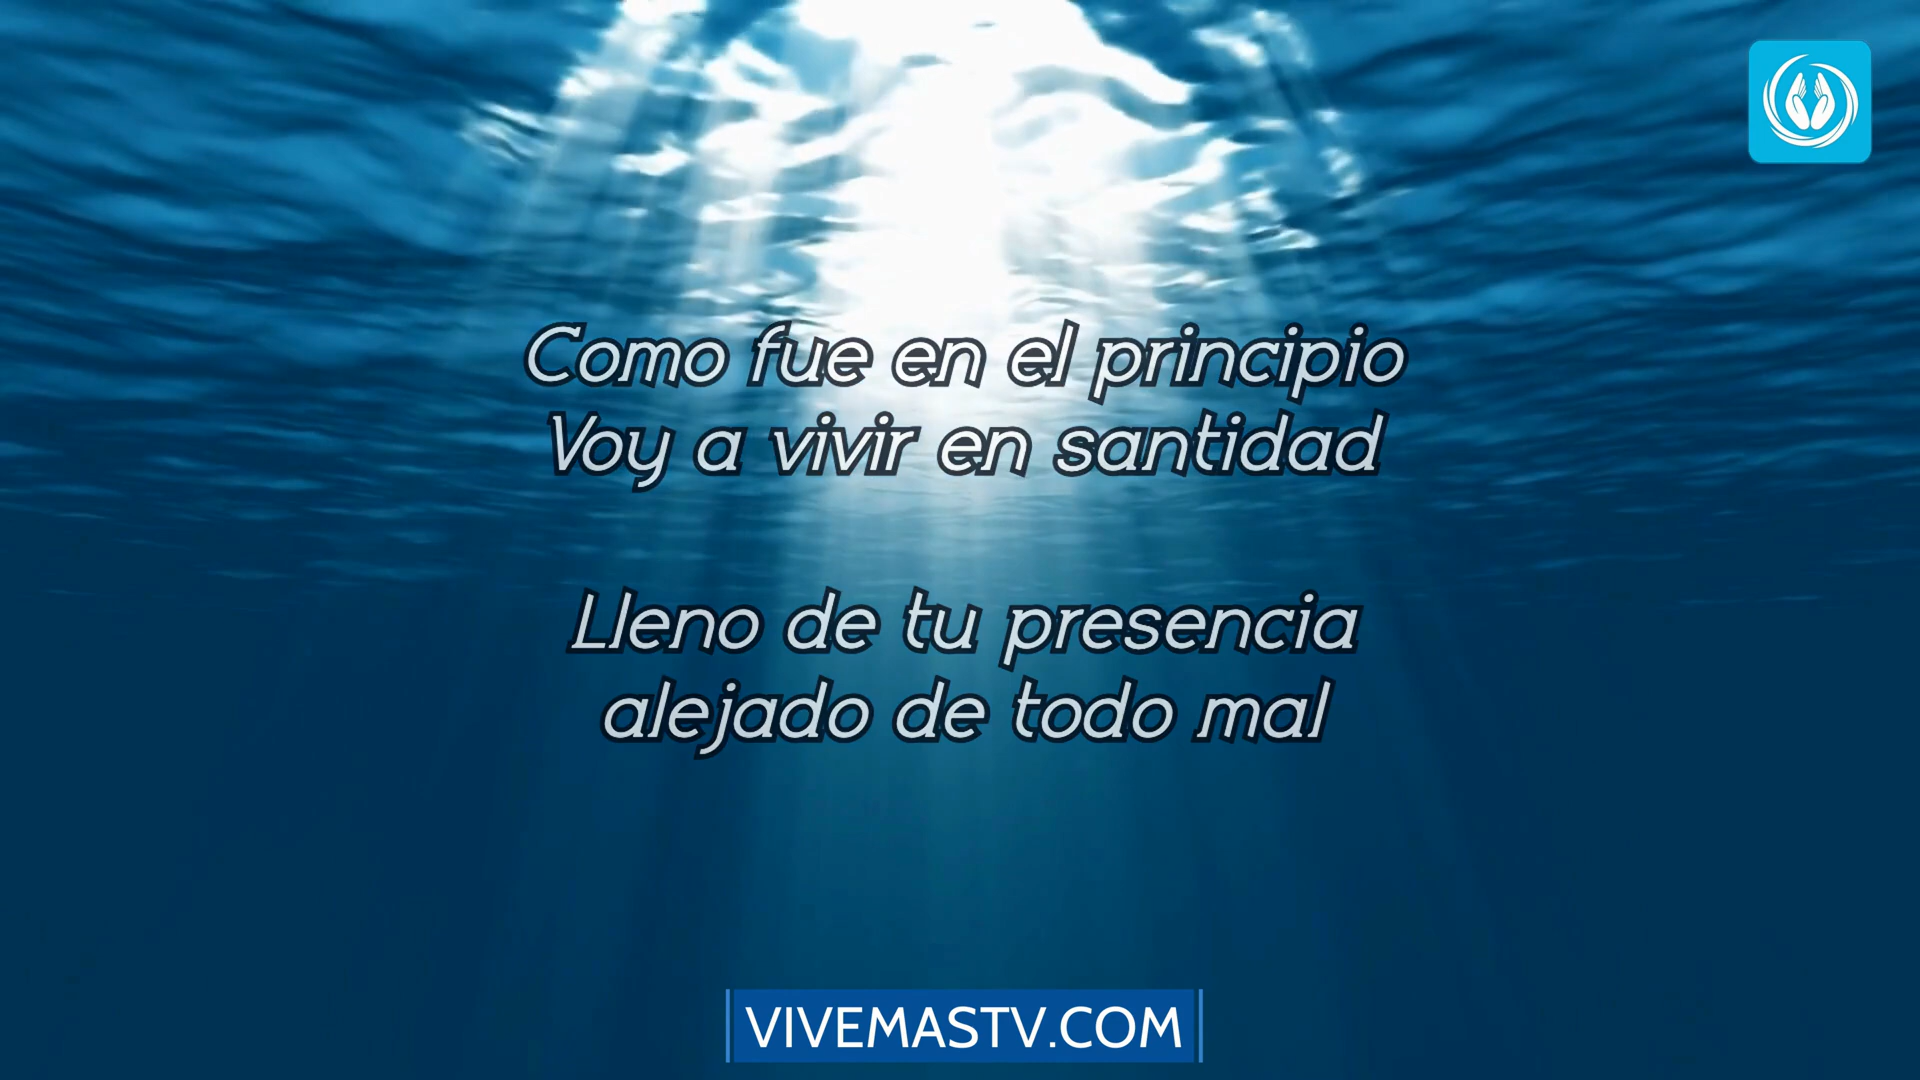 Como fue en el principio
Voy a vivir en santidad
Lleno de tu presencia
alejado de todo mal
VIVEMASTV.COM